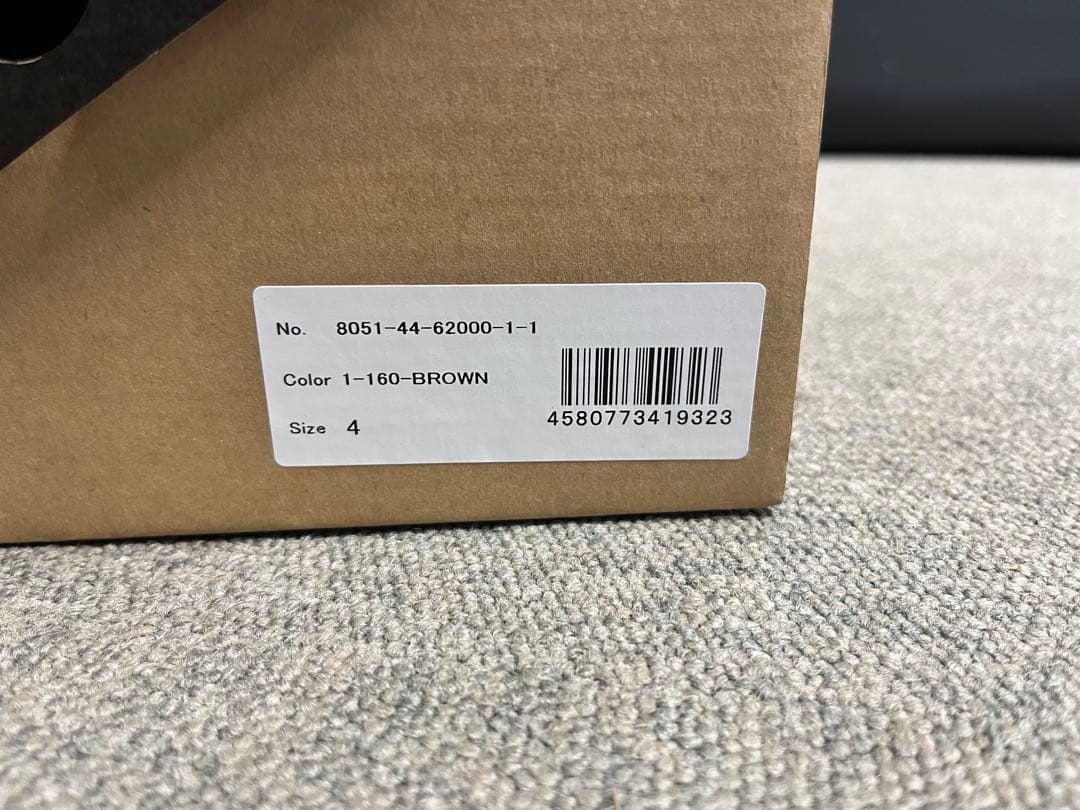 No. 8051-44-62000-1-1
Color 1-160-BROWN
Size 4
4580773419323